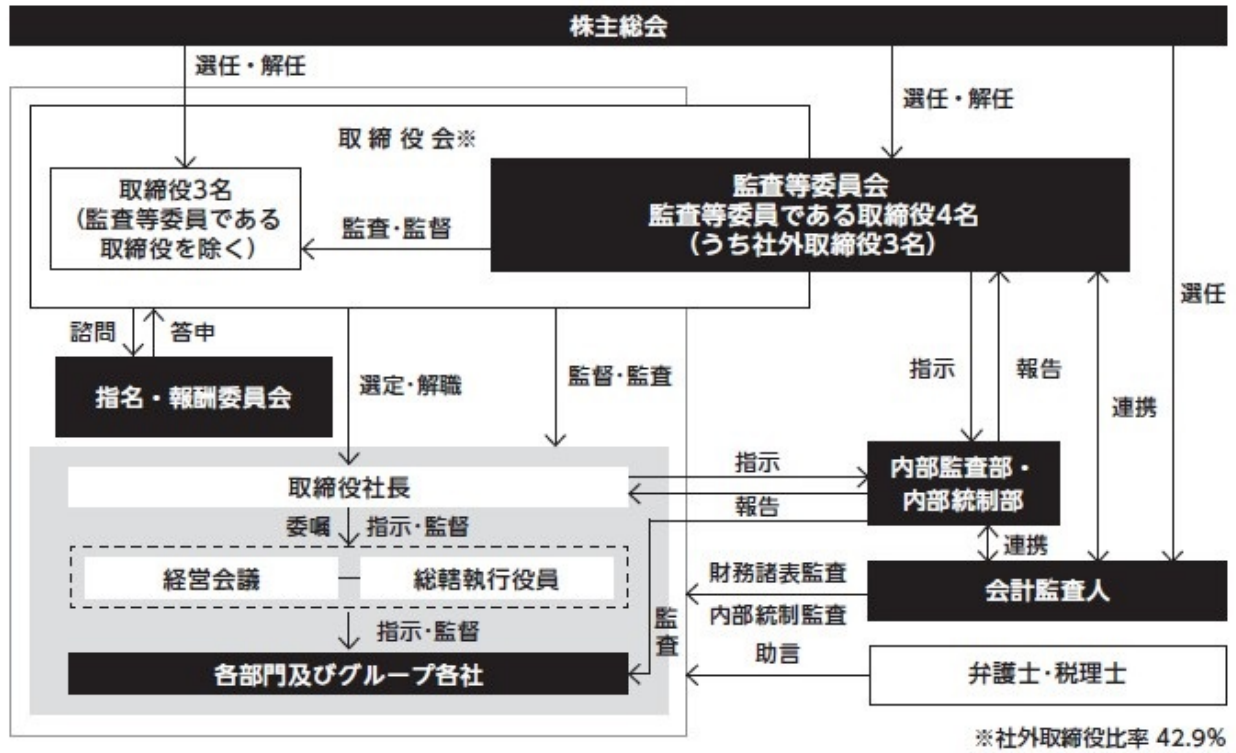 株主総会
選任・解任
選任・解任
取締役会※
取締役3名
（監査等委員である
取締役を除く）
監査・監督
監査等委員会
監査等委員である取締役4名
（うち社外取締役3名）
選任
諮問
答申
指名・報酬委員会
選定・解職
監督・監査
指示
報告
連携
取締役社長
指示
報告
内部監査部・
内部統制部
委嘱
指示・監督
連携
経営会議
総轄執行役員
財務諸表監査
内部統制監査
会計監査人
指示・監督
監査
助言
各部門及びグループ各社
弁護士・税理士
※社外取締役比率 42.9%